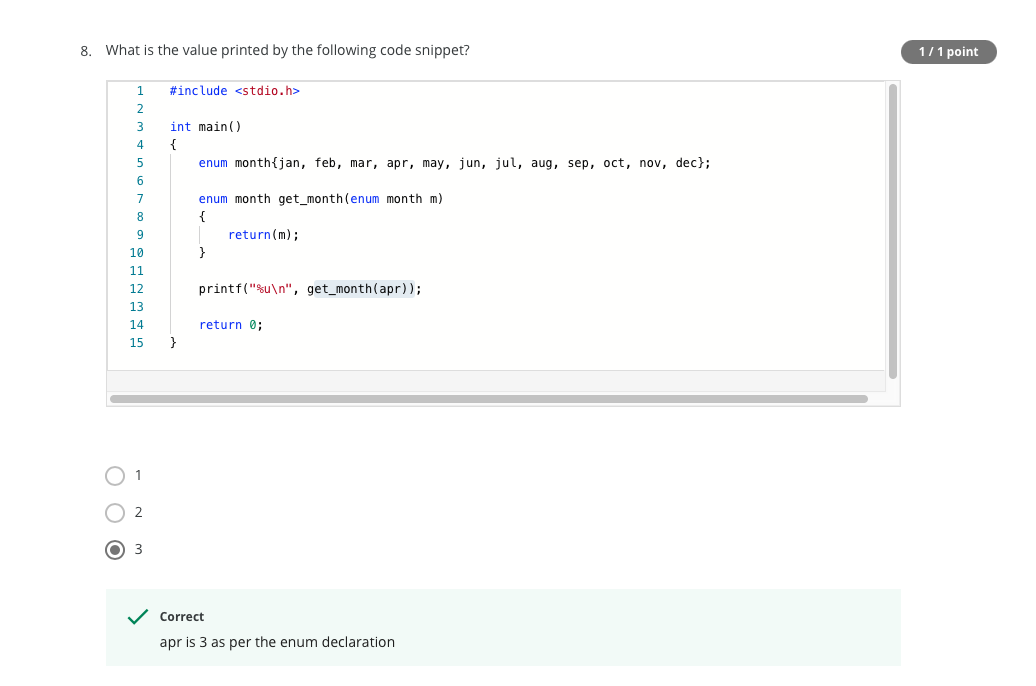 8. What is the value printed by the following code snippet?
1 / 1 point
1 #include <stdio.h>
2
3 int main()
4 {
5 enum month{jan, feb, mar, apr, may, jun, jul, aug, sep, oct, nov, dec};
6
7 enum month get_month(enum month m)
8 {
9 return(m);
10 }
11
12 printf("%u\n", get_month(apr));
13
14 return 0;
15 }
1
2
3
Correct
apr is 3 as per the enum declaration